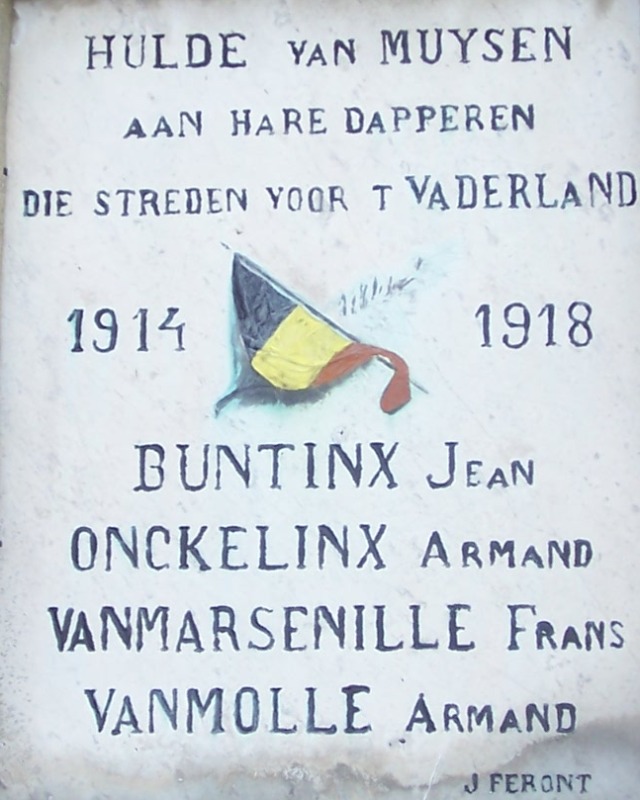 HULDE VAN MUYSEN
AAN HARE DAPPEREN
DIE STREDEN VOOR T VADERLAND
1914 1918
BUNTINX JEAN
ONCKELINX ARMAND
VANMARSENILLE FRANS
VANMOLLE ARMAND
J FERONT